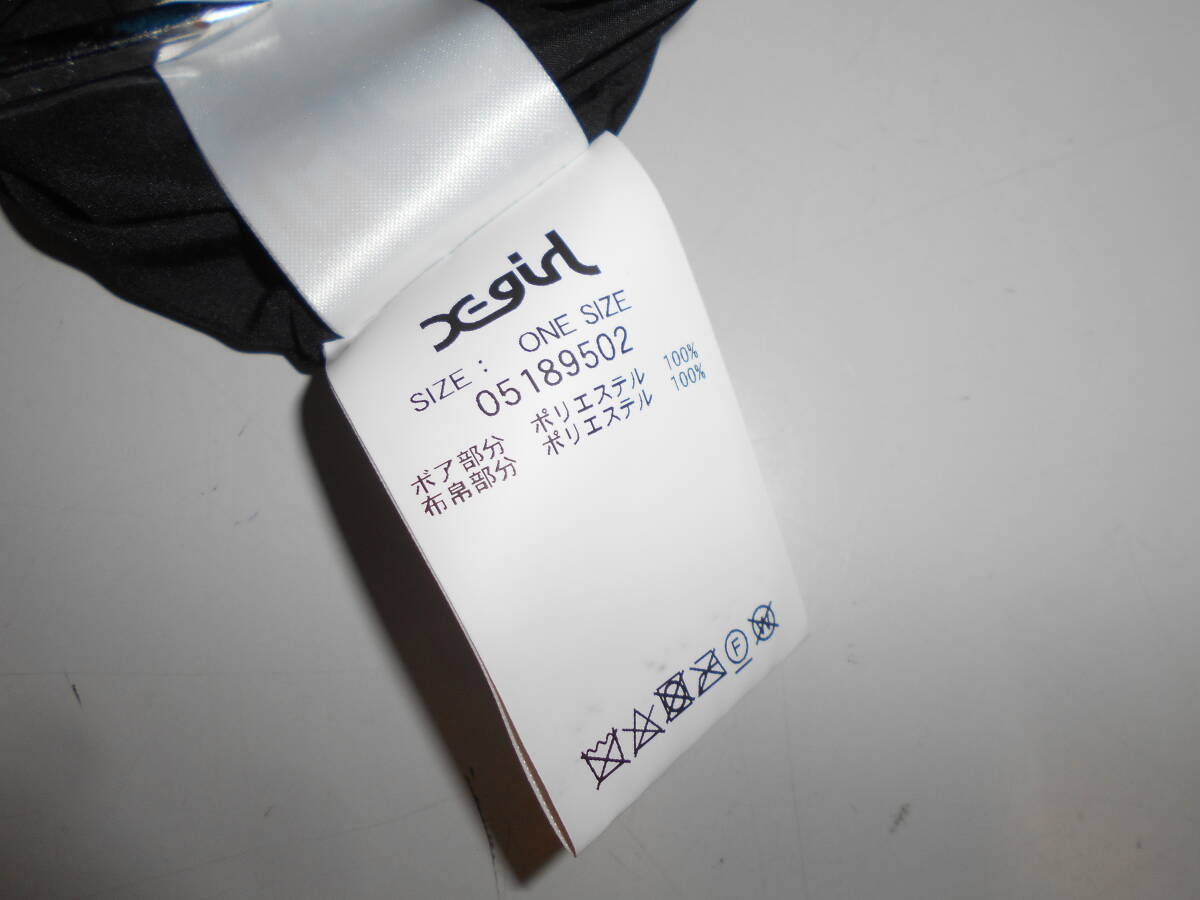 X-girl
SIZE： ONE SIZE
05189502
ボア部分 ポリエステル 100%
布帛部分 ポリエステル 100%
F W